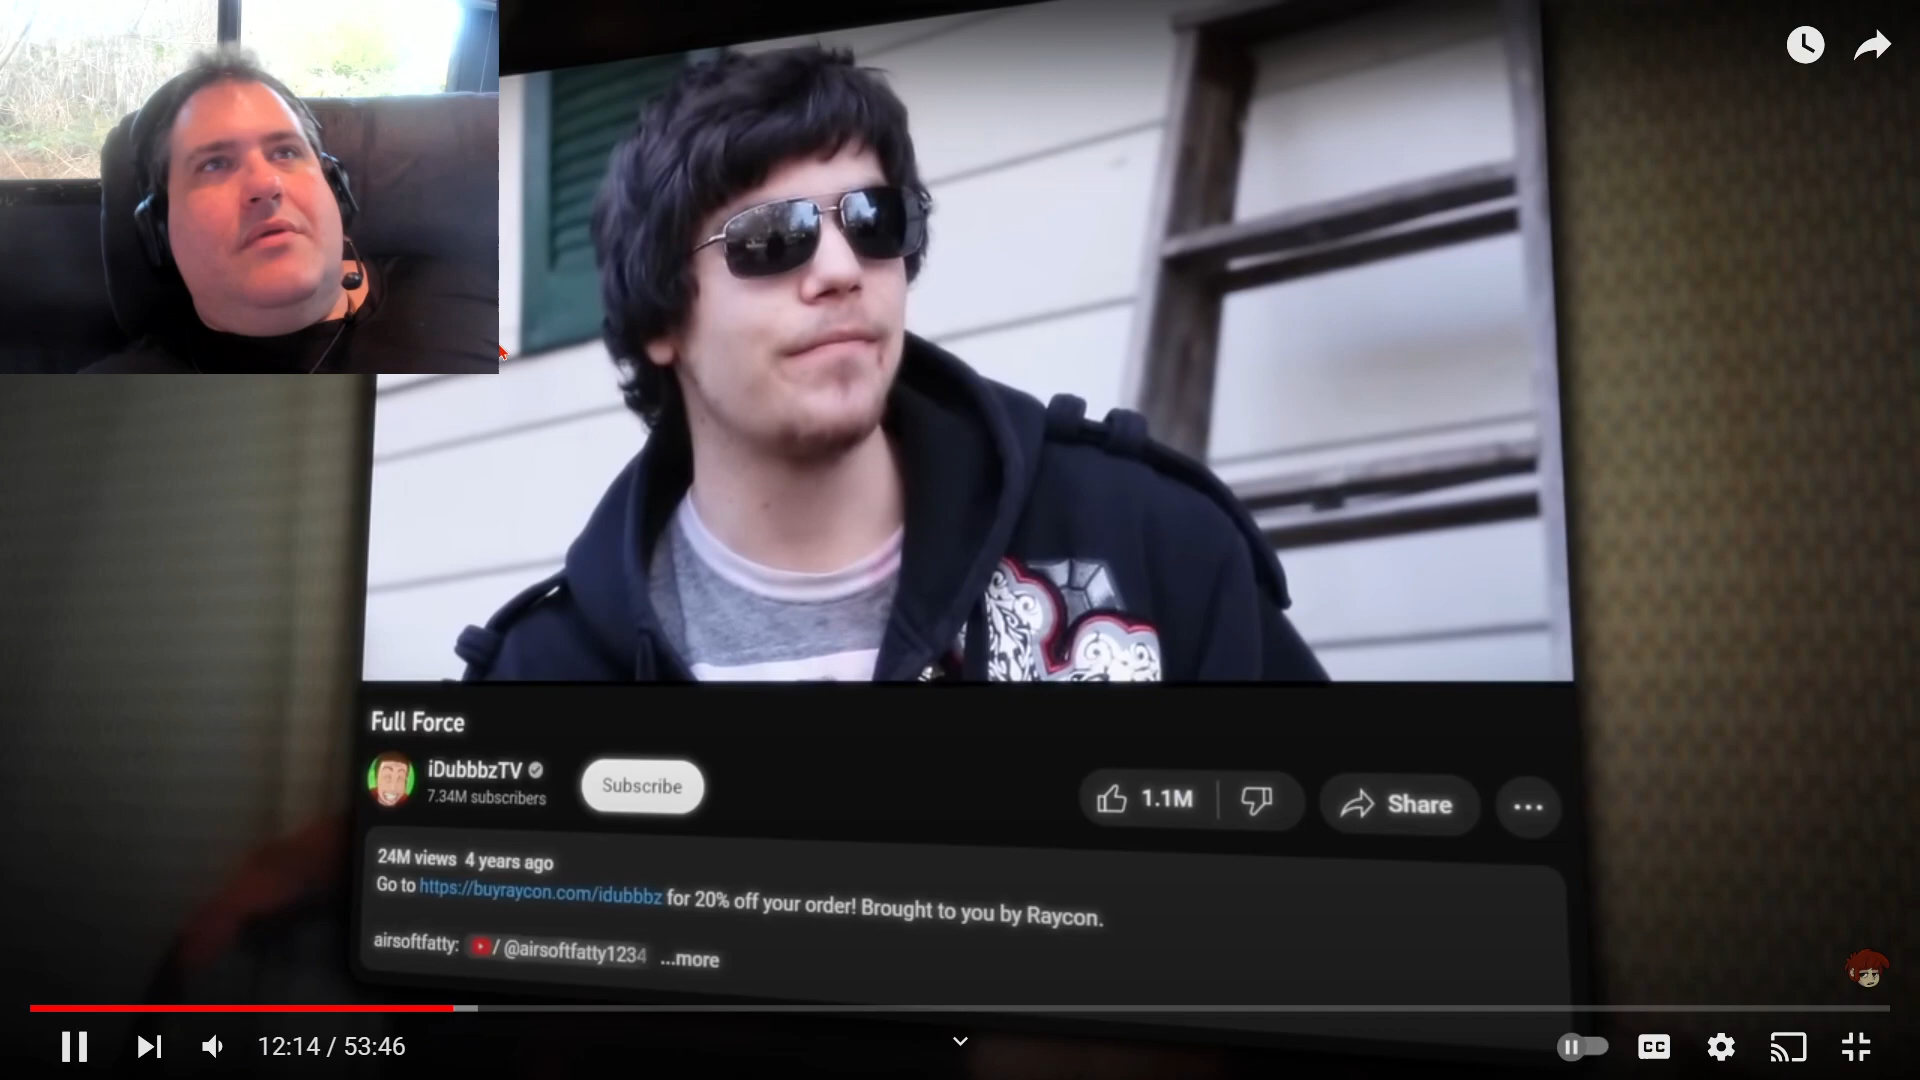 Full Force
iDubbbzTV
7.34M subscribers
Subscribe
1.1M
Share
24M views 4 years ago
Go to https://buyraycon.com/idubbbz for 20% off your order! Brought to you by Raycon.
airsoftfatty: / @airsoftfatty1234 ...more
12:14 / 53:46
CC